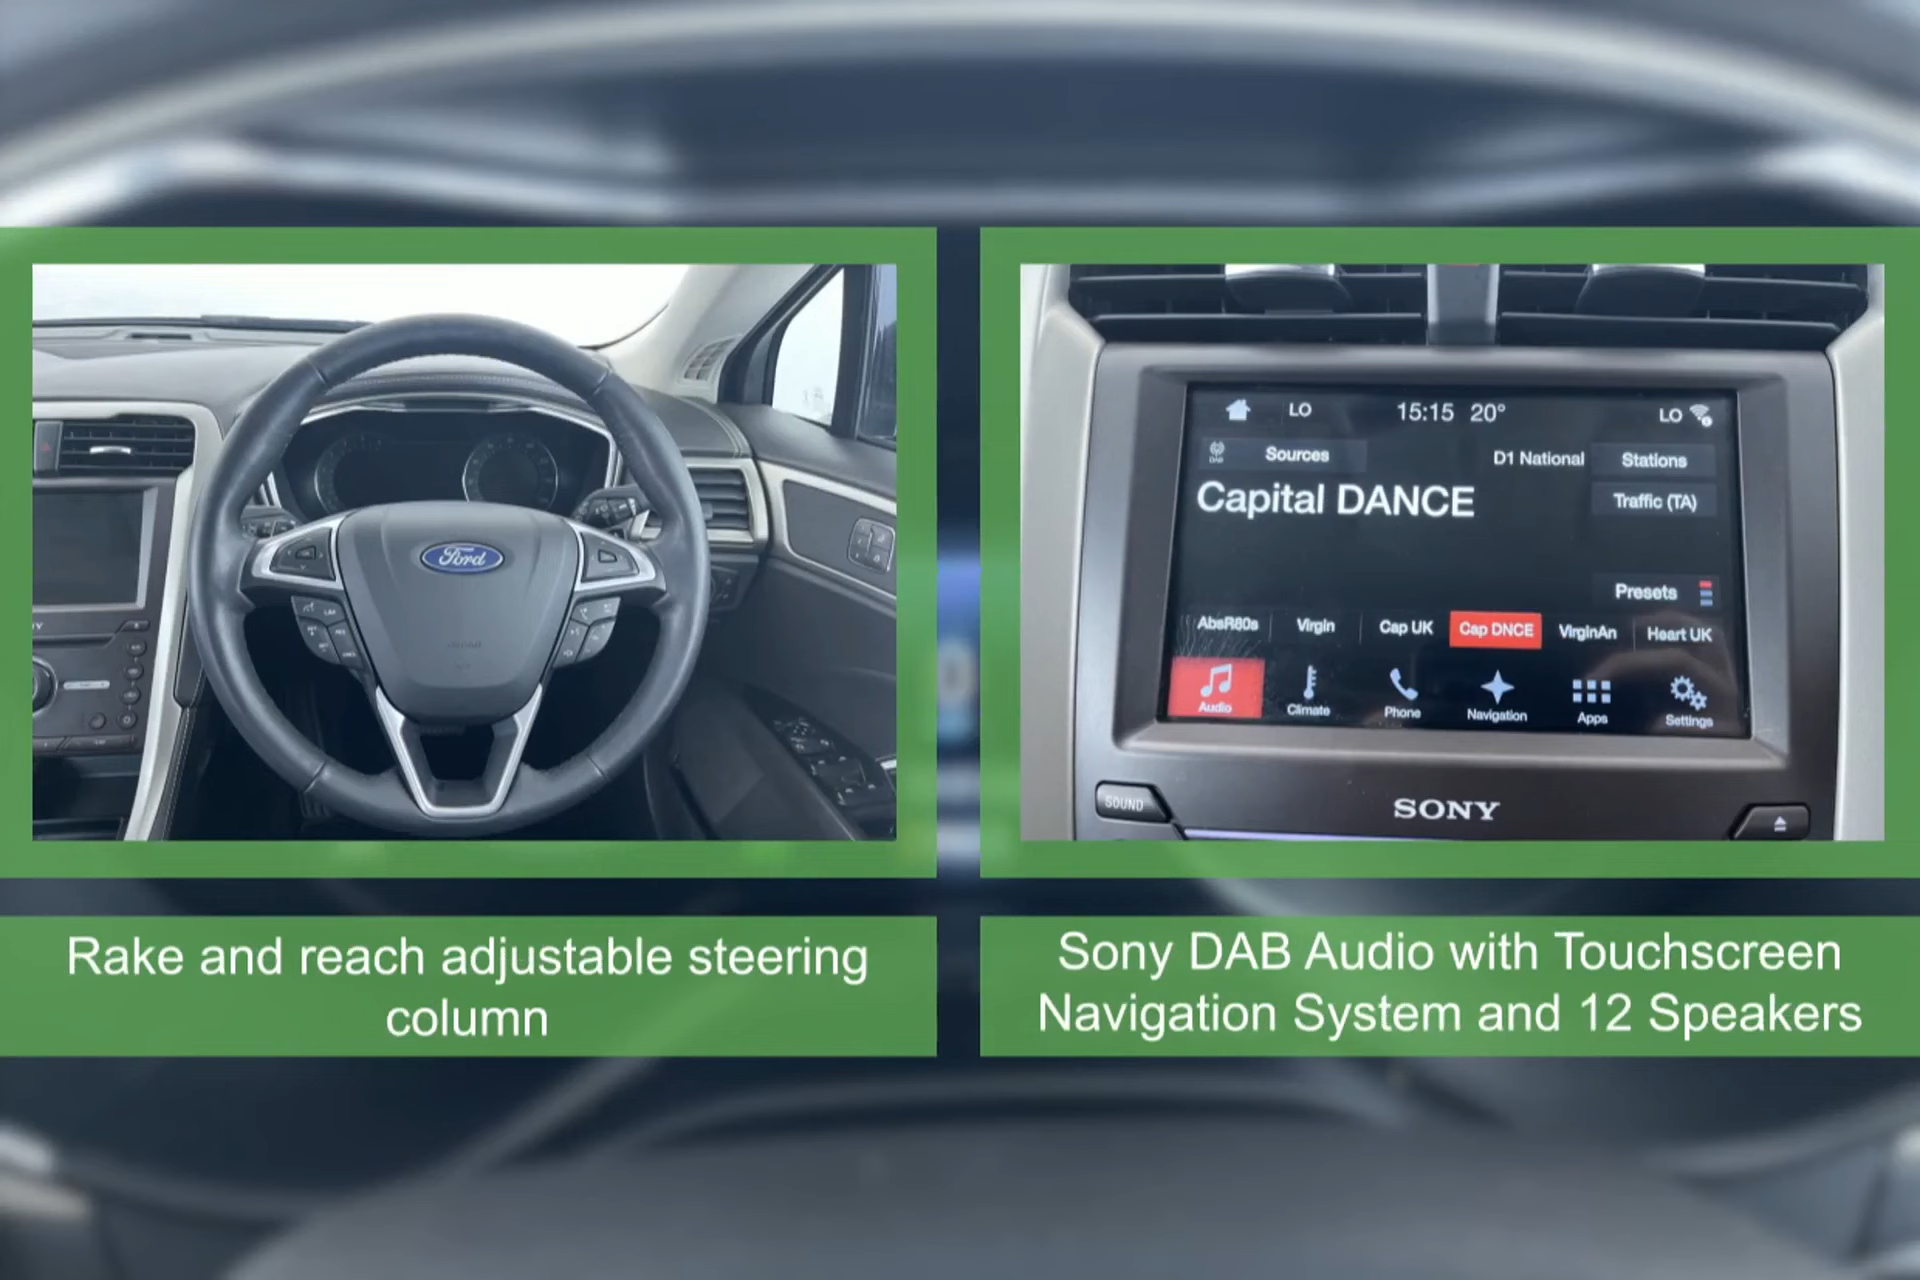 Ford
LO
15:15 20°
LO
DAB
Sources
D1 National
Stations
Capital DANCE
Traffic (TA)
Presets
AbsR80s
Virgin
Cap UK
Cap DNCE
VirginAn
Heart UK
Audio
Climate
Phone
Navigation
Apps
Settings
SOUND
SONY
Rake and reach adjustable steering
column
Sony DAB Audio with Touchscreen
Navigation System and 12 Speakers